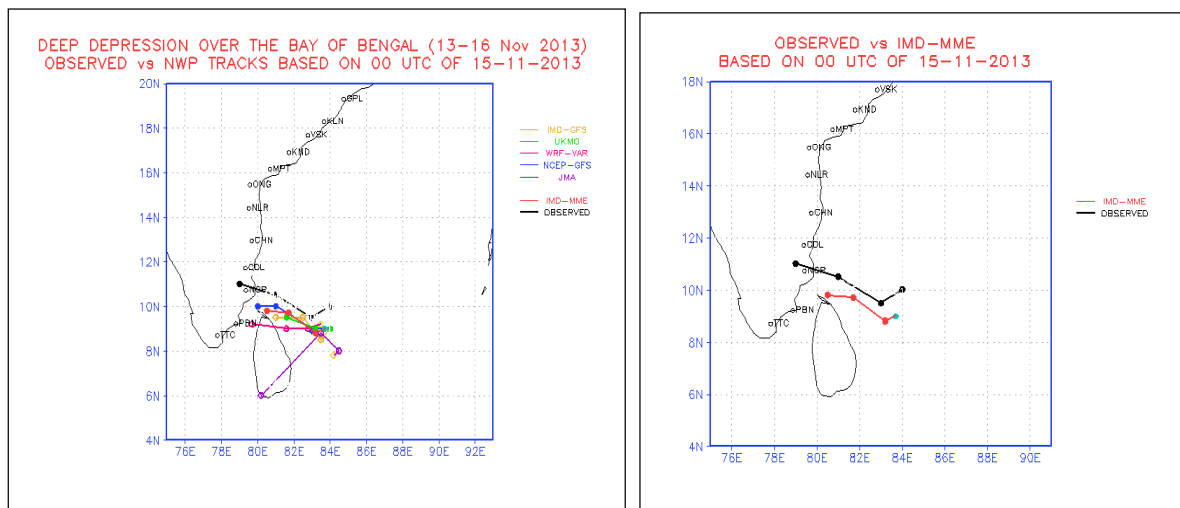 DEEP DEPRESSION OVER THE BAY OF BENGAL (13-16 Nov 2013)
OBSERVED vs NWP TRACKS BASED ON 00 UTC OF 15-11-2013
20N
GPL
18N
KLN
VSK
KND
16N
MPT
ONG
14N
NLR
CHN
12N
CDL
NGP
10N
PBN
TTC
8N
6N
4N
76E 78E 80E 82E 84E 86E 88E 90E 92E
IMD-GFS
UKMO
WRF-VAR
NCEP-GFS
JMA
IMD-MME
OBSERVED
OBSERVED vs IMD-MME
BASED ON 00 UTC OF 15-11-2013
18N
VSK
KND
MPT
16N
ONG
NLR
14N
CHN
12N
CDL
NGP
10N
PBN
TTC
8N
6N
4N
76E 78E 80E 82E 84E 86E 88E 90E
IMD-MME
OBSERVED